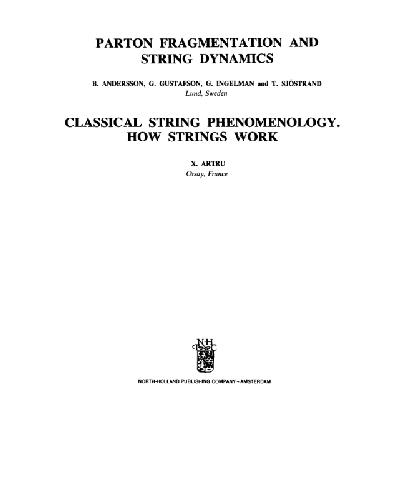 PARTON FRAGMENTATION AND
STRING DYNAMICS
B. ANDERSSON, G. GUSTAFSON, G. INGELMAN and T. SJÖSTRAND
Lund, Sweden
CLASSICAL STRING PHENOMENOLOGY.
HOW STRINGS WORK
X. ARTRU
Orsay, France
NORTH-HOLLAND PUBLISHING COMPANY – AMSTERDAM